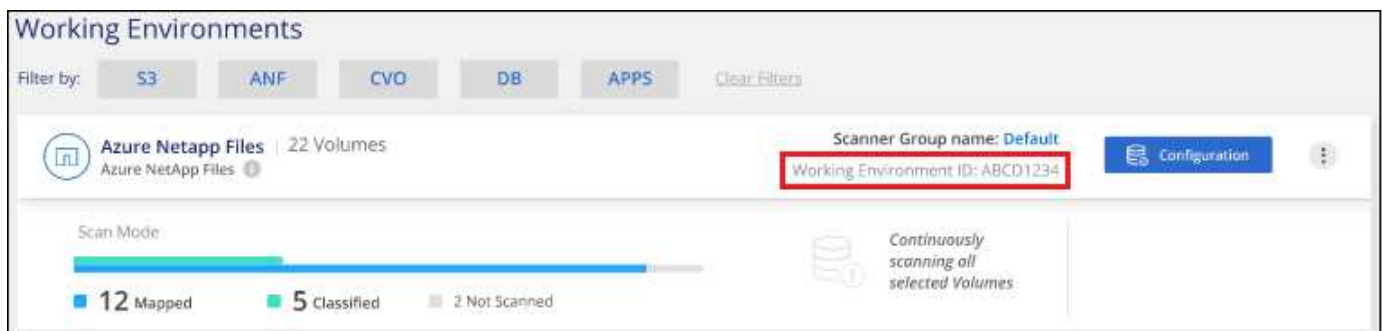 Working Environments
Filter by: S3 ANF CVO DB APPS Clear Filters
Azure Netapp Files | 22 Volumes
Azure NetApp Files
Scanner Group name: Default
Working Environment ID: ABCD1234
Configuration
Scan Mode
12 Mapped 5 Classified 2 Not Scanned
Continuously
scanning all
selected Volumes